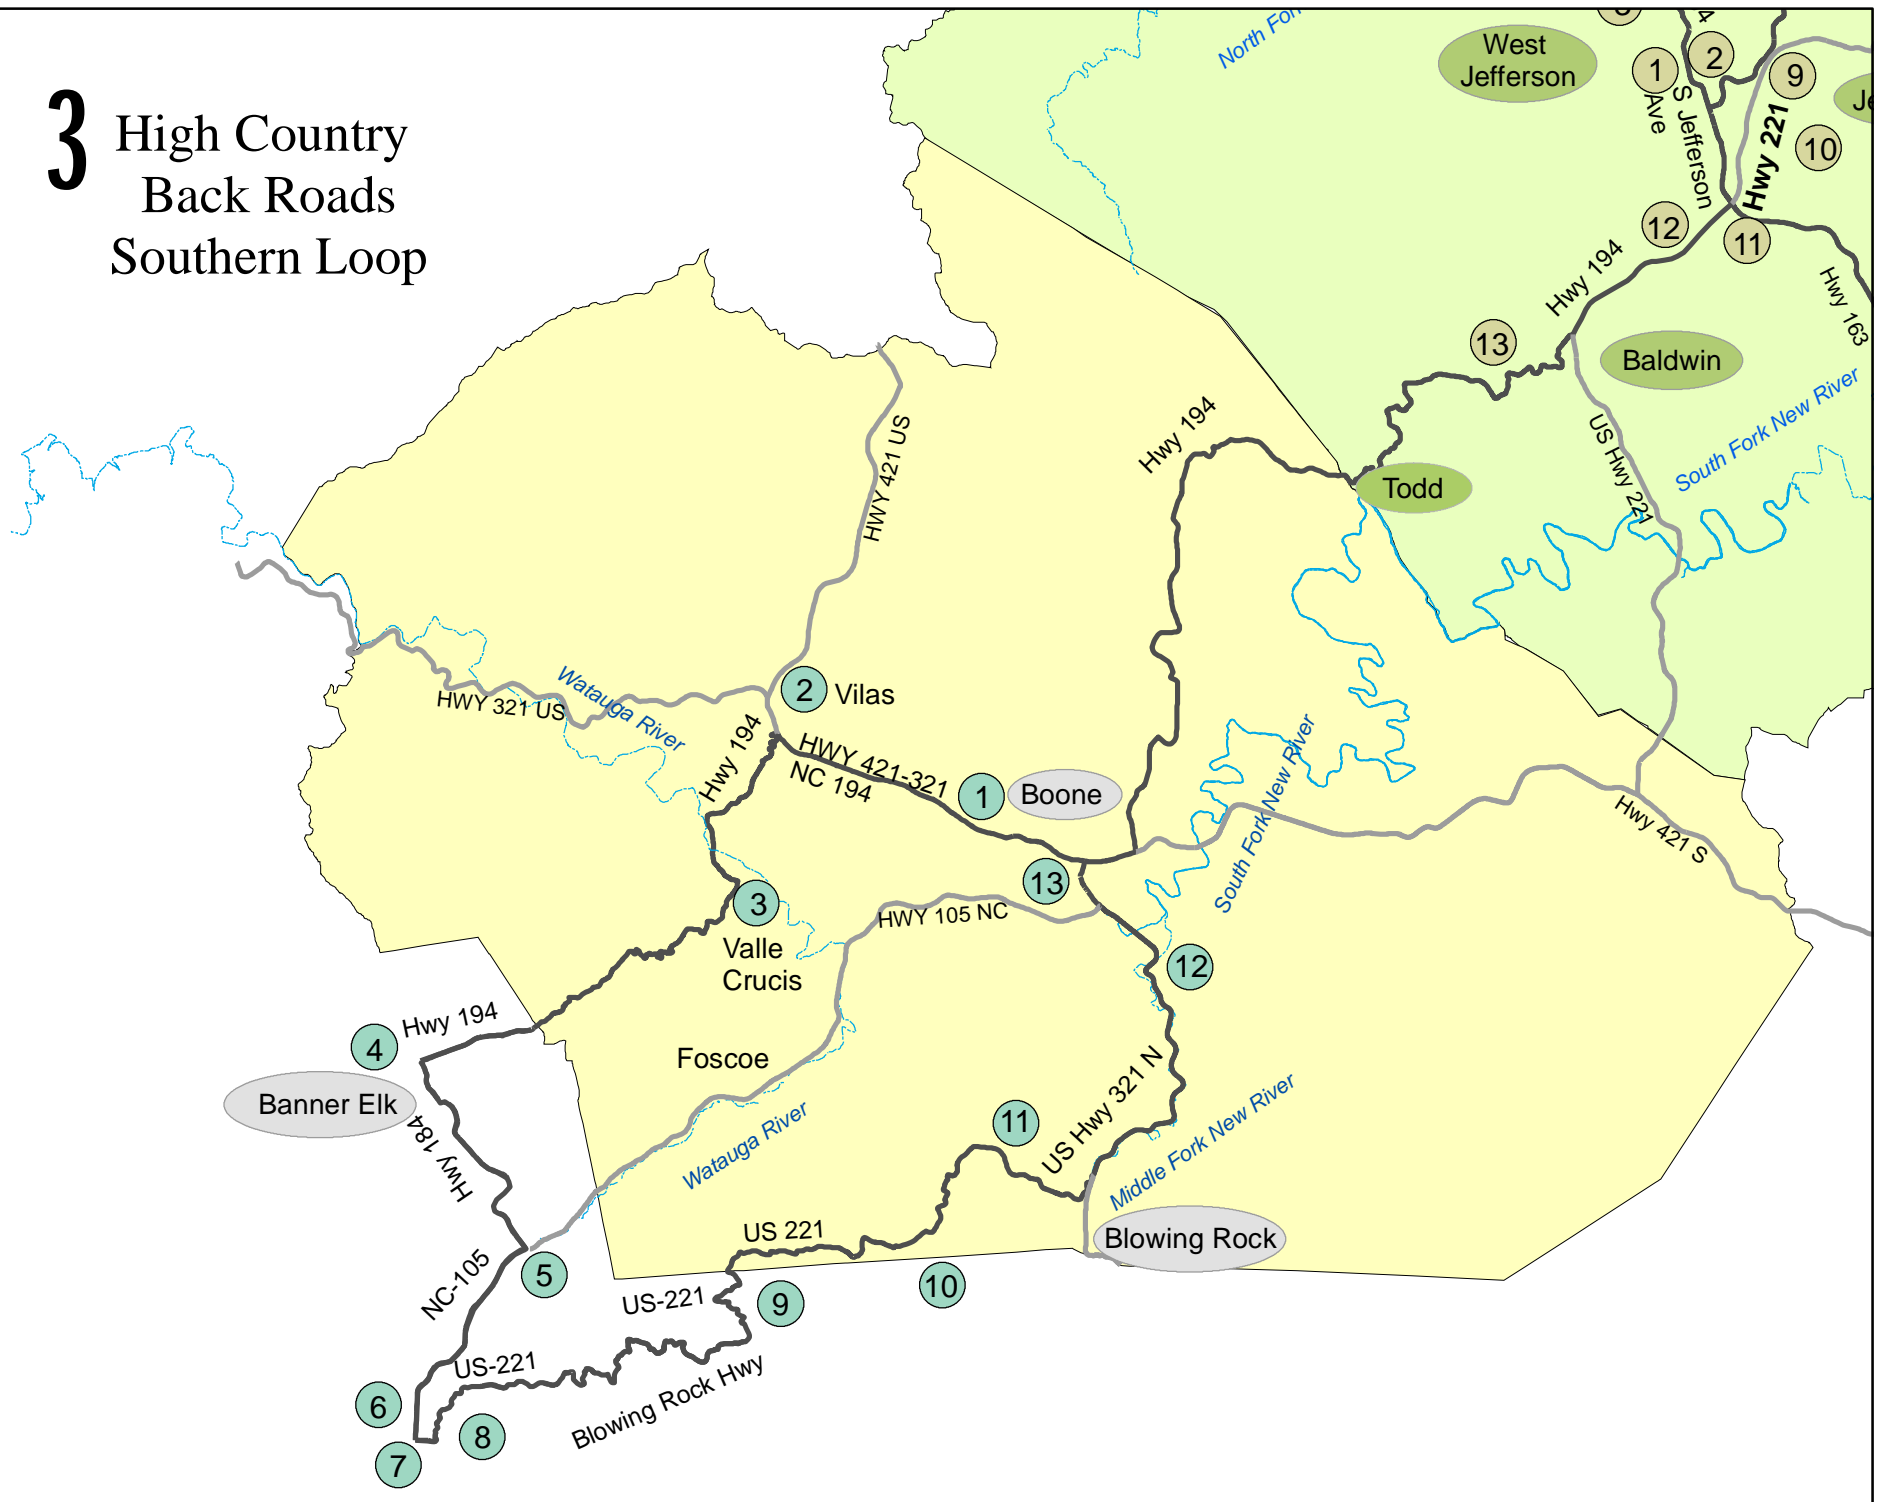 3
High Country
Back Roads
Southern Loop
North For
West
Jefferson
1
2
9
10
Ave
S Jefferson
Hwy 221
4
12
11
Hwy 194
Hwy 163
13
Baldwin
South Fork New River
US Hwy 221
Hwy 194
Todd
HWY 421 US
2
Vilas
HWY 321 US
Watauga River
Hwy 194
HWY 421-321
NC 194
1
Boone
South Fork New River
Hwy 421 S
13
3
HWY 105 NC
Valle
Crucis
12
4
Hwy 194
Foscoe
Banner Elk
Hwy 184
Watauga River
11
US Hwy 321 N
Middle Fork New River
US 221
Blowing Rock
5
NC-105
10
US-221
9
US-221
Blowing Rock Hwy
6
8
7